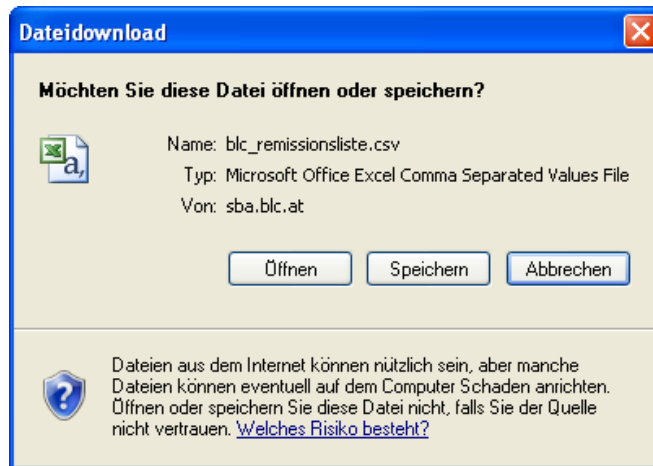 Dateidownload
Möchten Sie diese Datei öffnen oder speichern?
Name: blc_remissionsliste.csv
Typ: Microsoft Office Excel Comma Separated Values File
Von: sba.blc.at
Öffnen Speichern Abbrechen
Dateien aus dem Internet können nützlich sein, aber manche
Dateien können eventuell auf dem Computer Schaden anrichten.
Öffnen oder speichern Sie diese Datei nicht, falls Sie der Quelle
nicht vertrauen. Welches Risiko besteht?